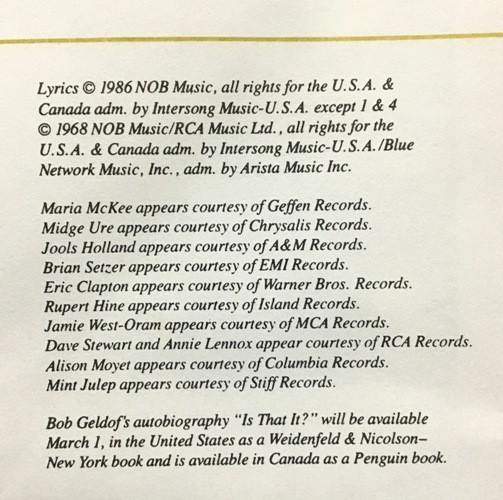 Lyrics © 1986 NOB Music, all rights for the U.S.A. &
Canada adm. by Intersong Music-U.S.A. except 1 & 4
© 1968 NOB Music/RCA Music Ltd., all rights for the
U.S.A. & Canada adm. by Intersong Music-U.S.A./Blue
Network Music, Inc., adm. by Arista Music Inc.
Maria McKee appears courtesy of Geffen Records.
Midge Ure appears courtesy of Chrysalis Records.
Jools Holland appears courtesy of A&M Records.
Brian Setzer appears courtesy of EMI Records.
Eric Clapton appears courtesy of Warner Bros. Records.
Rupert Hine appears courtesy of Island Records.
Jamie West-Oram appears courtesy of MCA Records.
Dave Stewart and Annie Lennox appear courtesy of RCA Records.
Alison Moyet appears courtesy of Columbia Records.
Mint Julep appears courtesy of Stiff Records.
Bob Geldof's autobiography "Is That It?" will be available
March 1, in the United States as a Weidenfeld & Nicolson–
New York book and is available in Canada as a Penguin book.